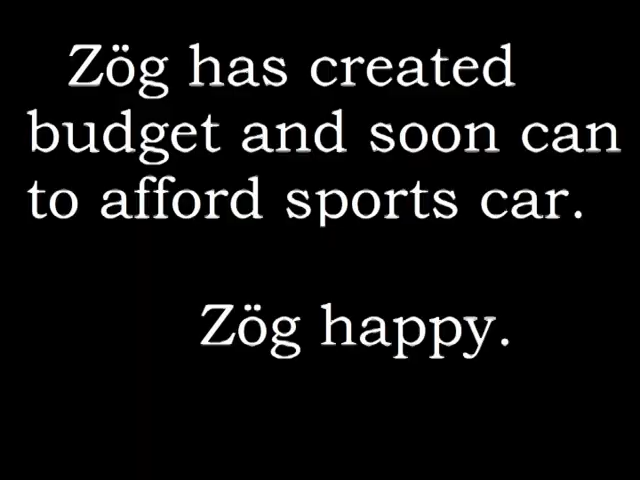 Zög has created
budget and soon can
to afford sports car.
Zög happy.